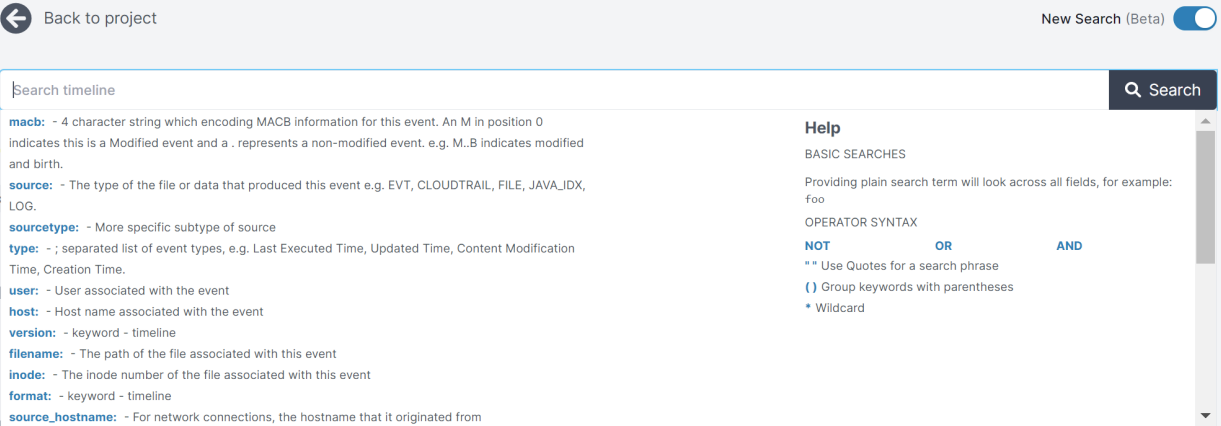 Back to project
New Search (Beta)
Search timeline
Search
macb: - 4 character string which encoding MACB information for this event. An M in position 0
indicates this is a Modified event and a . represents a non-modified event. e.g. M..B indicates modified
and birth.
source: - The type of the file or data that produced this event e.g. EVT, CLOUDTRAIL, FILE, JAVA_IDX,
LOG.
sourcetype: - More specific subtype of source
type: - ; separated list of event types, e.g. Last Executed Time, Updated Time, Content Modification
Time, Creation Time.
user: - User associated with the event
host: - Host name associated with the event
version: - keyword - timeline
filename: - The path of the file associated with this event
inode: - The inode number of the file associated with this event
format: - keyword - timeline
source_hostname: - For network connections, the hostname that it originated from
Help
BASIC SEARCHES
Providing plain search term will look across all fields, for example:
foo
OPERATOR SYNTAX
NOT OR AND
" " Use Quotes for a search phrase
( ) Group keywords with parentheses
* Wildcard